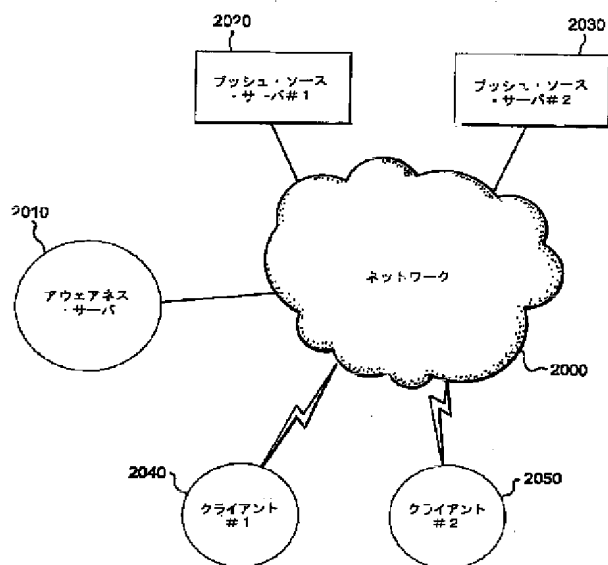 2020
プッシュ・ソース
・サーバ#1
2030
プッシュ・ソース
・サーバ#2
2010
アウェアネス
・サーバ
ネットワーク
2000
2040
クライアント
#1
2050
クライアント
#2